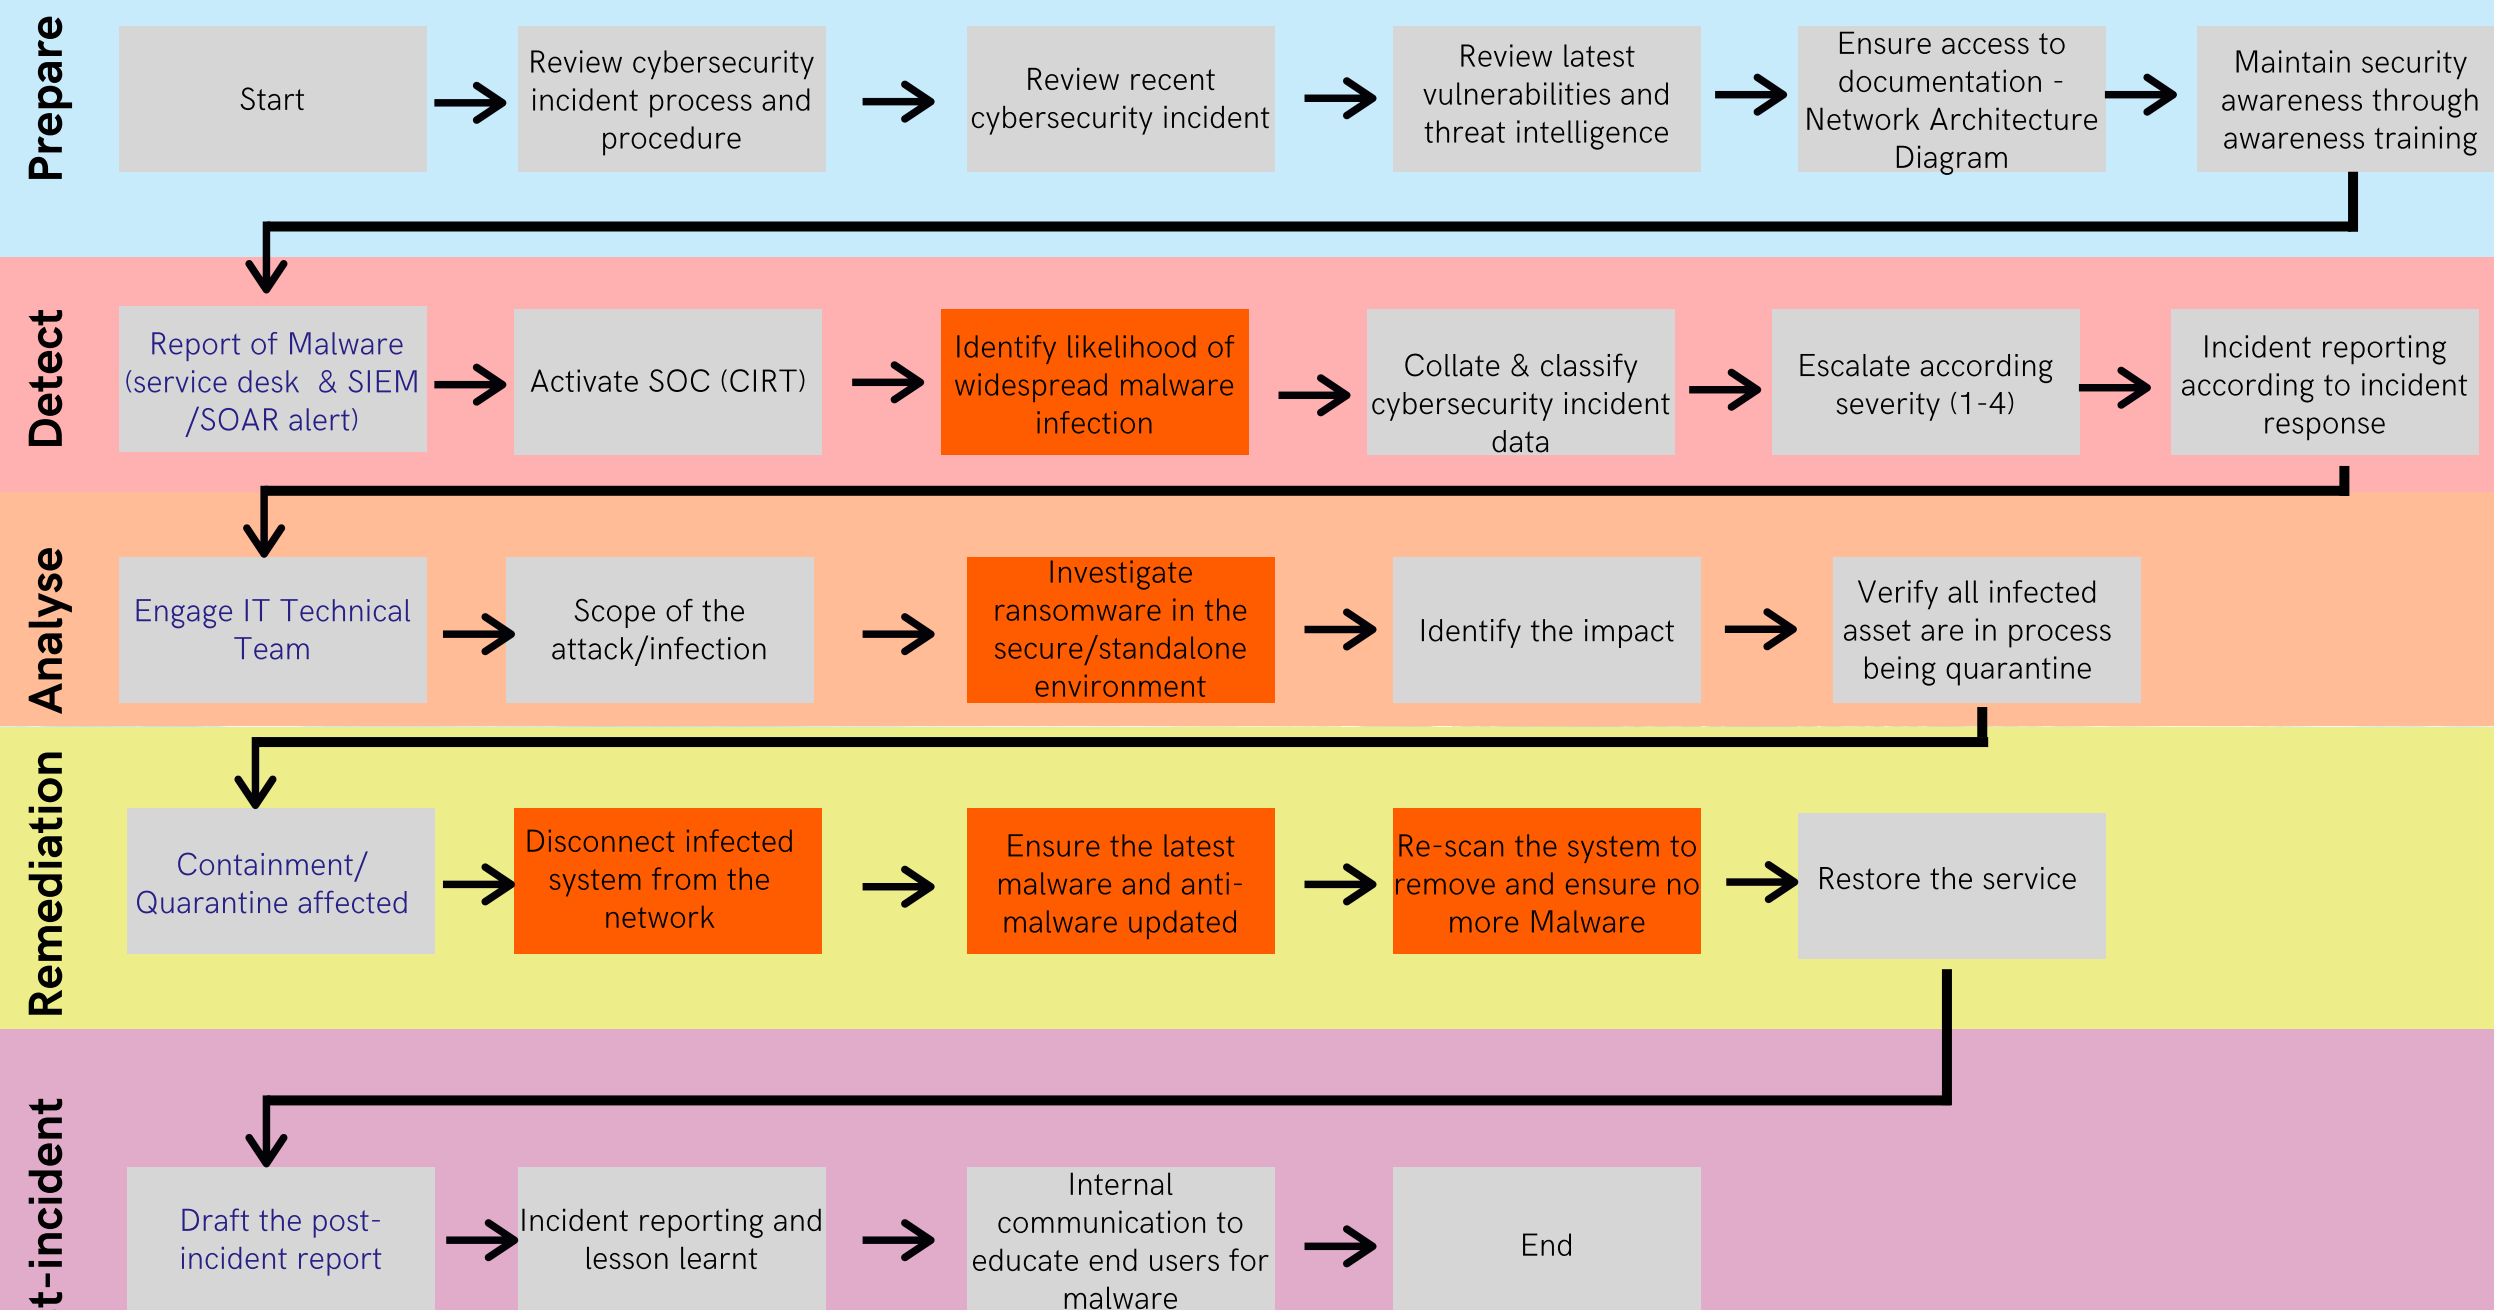 Prepare
Start
Review cybersecurity
incident process and
procedure
Review recent
cybersecurity incident
Review latest
vulnerabilities and
threat intelligence
Ensure access to
documentation -
Network Architecture
Diagram
Maintain security
awareness through
awareness training
Detect
Report of Malware
(service desk & SIEM
/SOAR alert)
Activate SOC (CIRT)
Identify likelihood of
widespread malware
infection
Collate & classify
cybersecurity incident
data
Escalate according
severity (1-4)
Incident reporting
according to incident
response
Analyse
Engage IT Technical
Team
Scope of the
attack/infection
Investigate
ransomware in the
secure/standalone
environment
Identify the impact
Verify all infected
asset are in process
being quarantine
Remediation
Containment/
Quarantine affected
Disconnect infected
system from the
network
Ensure the latest
malware and anti-
malware updated
Re-scan the system to
remove and ensure no
more Malware
Restore the service
t-incident
Draft the post-
incident report
Incident reporting and
lesson learnt
Internal
communication to
educate end users for
malware
End